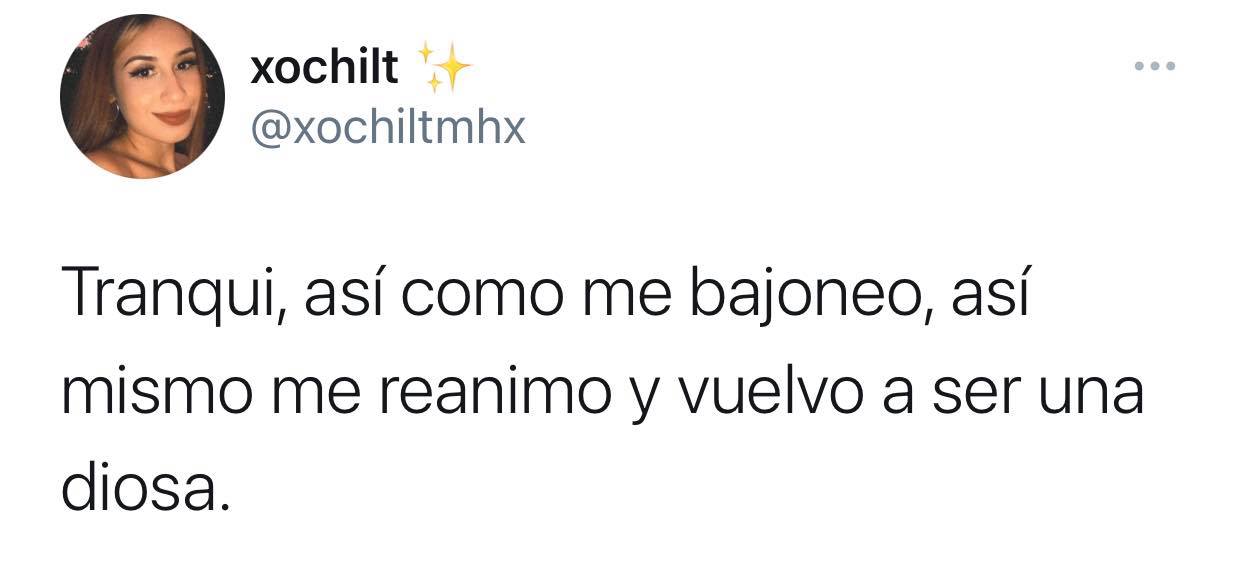 xochilt ✨
@xochiltmhx
Tranqui, así como me bajoneo, así
mismo me reanimo y vuelvo a ser una
diosa.